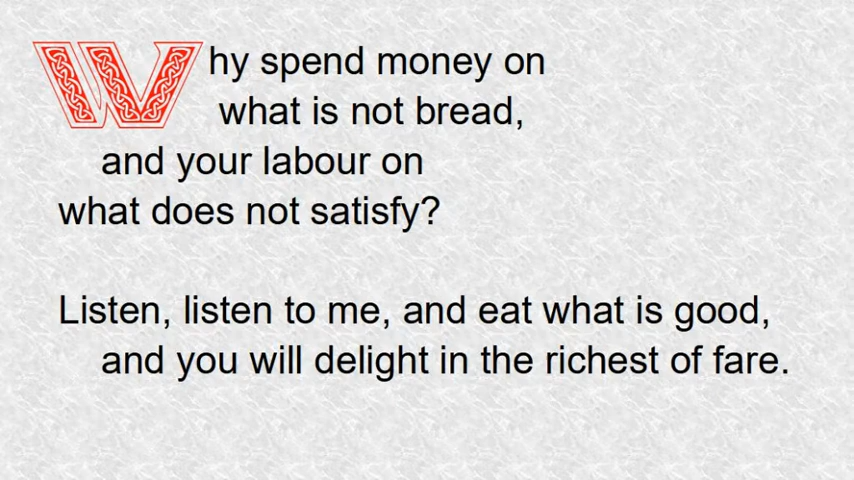 Why spend money on
what is not bread,
and your labour on
what does not satisfy?
Listen, listen to me, and eat what is good,
and you will delight in the richest of fare.